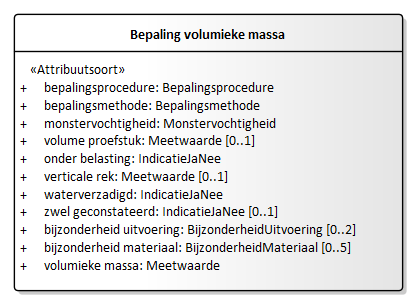 Bepaling volumieke massa
«Attribuutsoort»
+ bepalingsprocedure: Bepalingsprocedure
+ bepalingsmethode: Bepalingsmethode
+ monstervochtigheid: Monstervochtigheid
+ volume proefstuk: Meetwaarde [0..1]
+ onder belasting: IndicatieJaNee
+ verticale rek: Meetwaarde [0..1]
+ waterverzadigd: IndicatieJaNee
+ zwel geconstateerd: IndicatieJaNee [0..1]
+ bijzonderheid uitvoering: BijzonderheidUitvoering [0..2]
+ bijzonderheid materiaal: BijzonderheidMateriaal [0..5]
+ volumieke massa: Meetwaarde